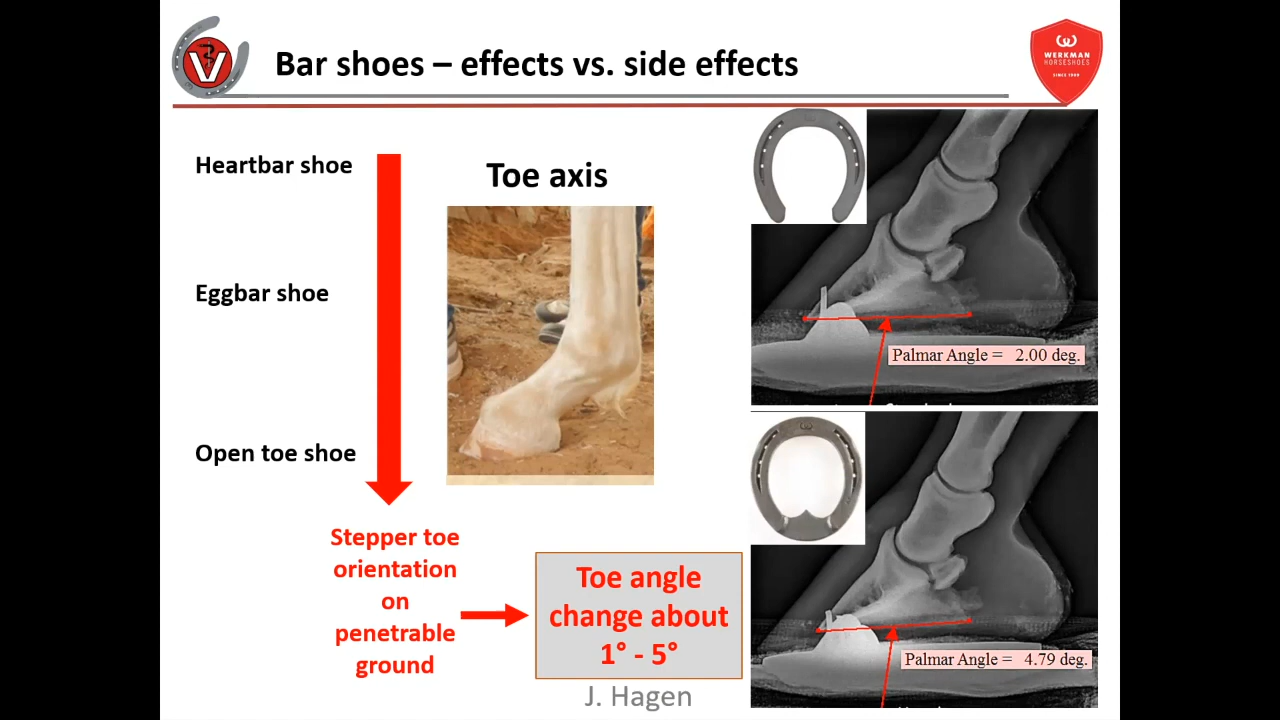 Bar shoes – effects vs. side effects
WERKMAN
HORSESHOES
SINCE 1900
V
Heartbar shoe
Toe axis
Eggbar shoe
Open toe shoe
Palmar Angle = 2.00 deg.
Stepper toe
orientation
on
penetrable
ground
Toe angle
change about
1° - 5°
Palmar Angle = 4.79 deg.
J. Hagen